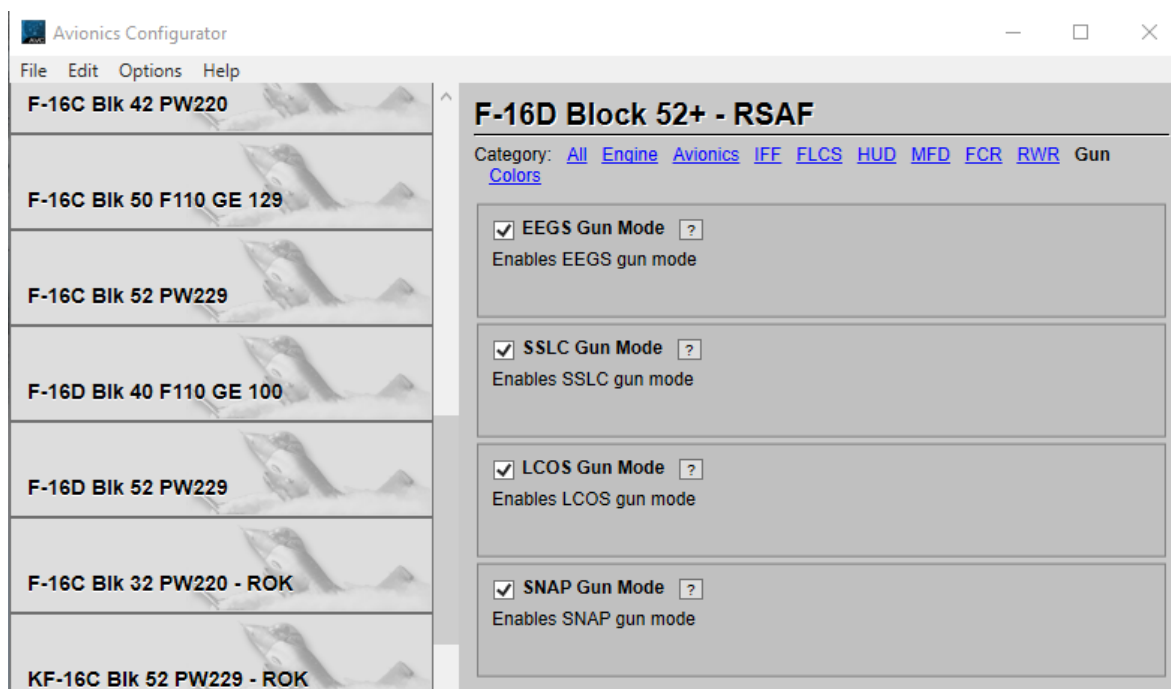 Avionics Configurator
File Edit Options Help
F-16C Blk 42 PW220
F-16C Blk 50 F110 GE 129
F-16C Blk 52 PW229
F-16D Blk 40 F110 GE 100
F-16D Blk 52 PW229
F-16C Blk 32 PW220 - ROK
KF-16C Blk 52 PW229 - ROK
F-16D Block 52+ - RSAF
Category: All Engine Avionics IFF FLCS HUD MFD FCR RWR Gun
Colors
EEGS Gun Mode ?
Enables EEGS gun mode
SSLC Gun Mode ?
Enables SSLC gun mode
LCOS Gun Mode ?
Enables LCOS gun mode
SNAP Gun Mode ?
Enables SNAP gun mode